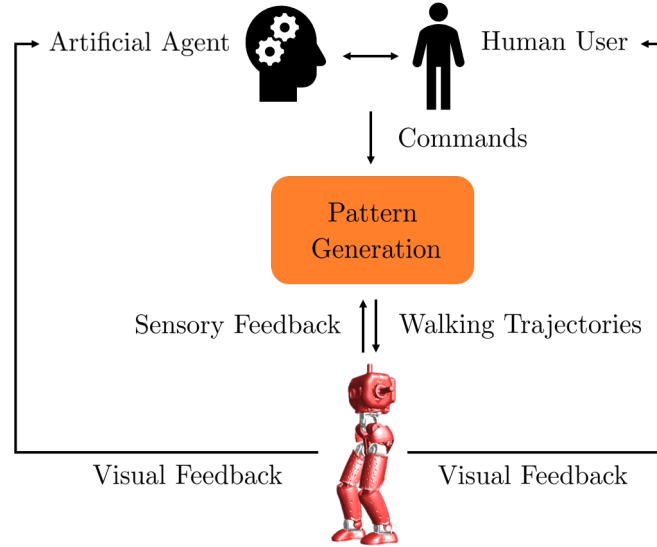 Artificial Agent
Human User
Commands
Pattern
Generation
Sensory Feedback
Walking Trajectories
Visual Feedback
Visual Feedback